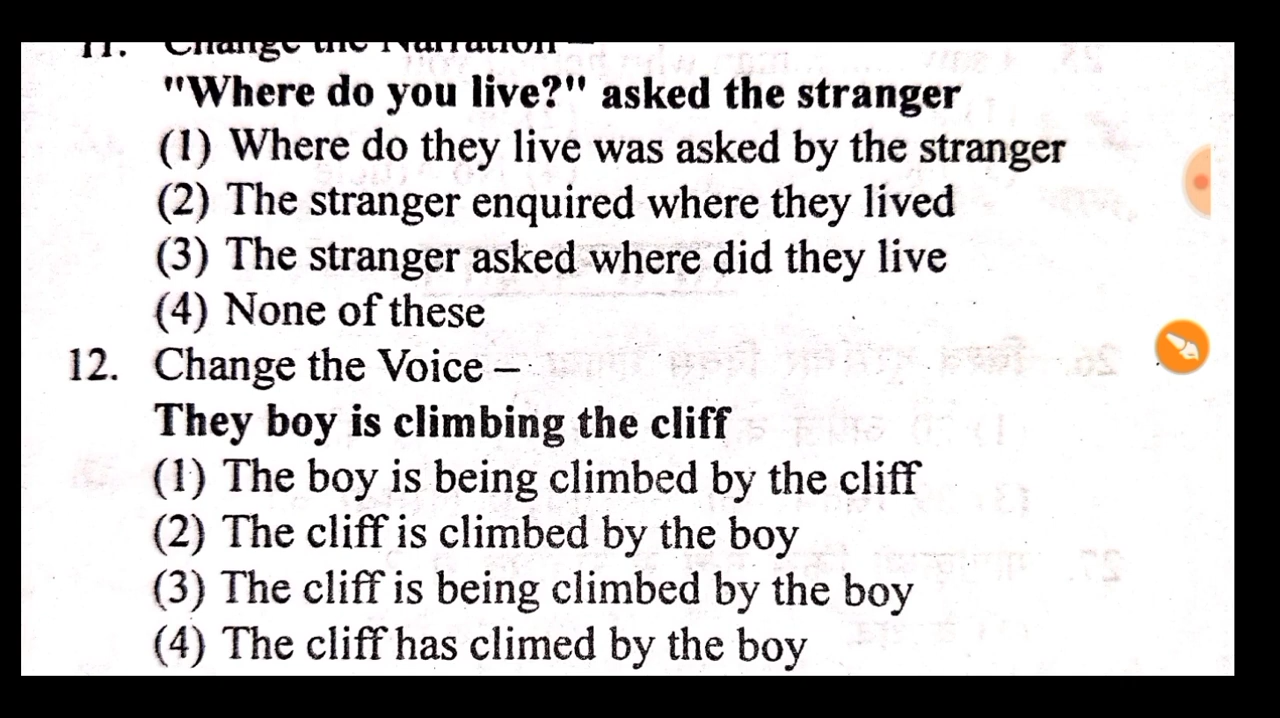 11. Change the Narration –
"Where do you live?" asked the stranger
(1) Where do they live was asked by the stranger
(2) The stranger enquired where they lived
(3) The stranger asked where did they live
(4) None of these
12. Change the Voice –
They boy is climbing the cliff
(1) The boy is being climbed by the cliff
(2) The cliff is climbed by the boy
(3) The cliff is being climbed by the boy
(4) The cliff has climed by the boy